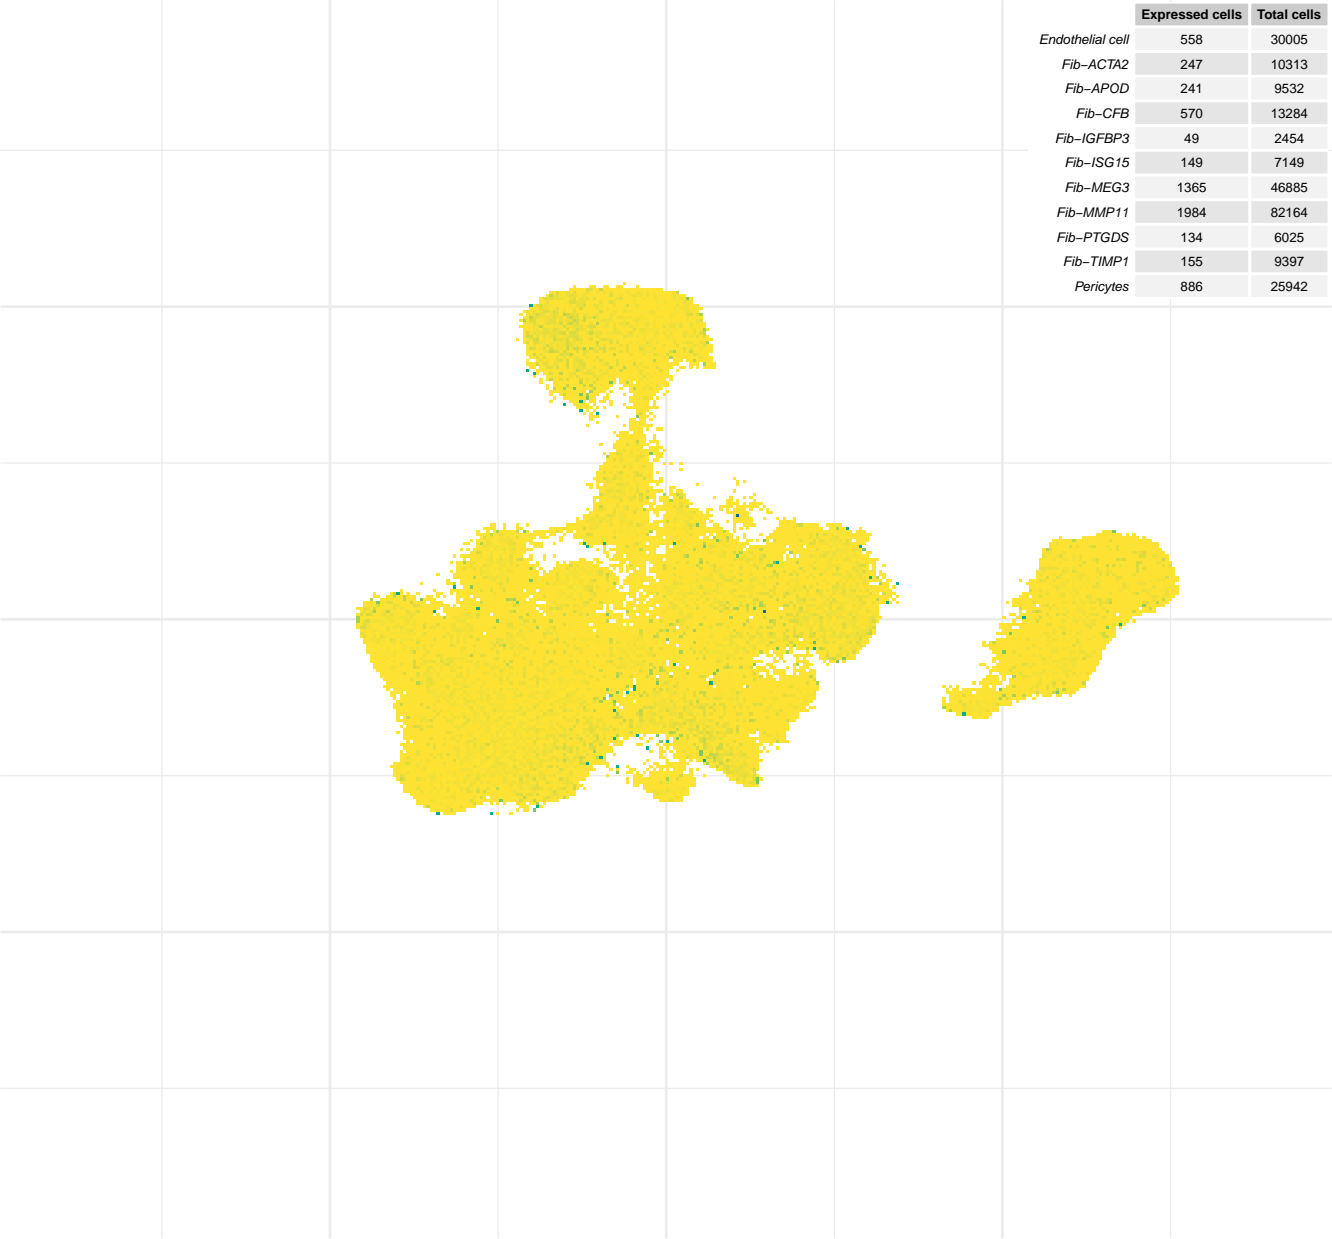 Expressed cells Total cells
Endothelial cell 558 30005
Fib−ACTA2 247 10313
Fib−APOD 241 9532
Fib−CFB 570 13284
Fib−IGFBP3 49 2454
Fib−ISG15 149 7149
Fib−MEG3 1365 46885
Fib−MMP11 1984 82164
Fib−PTGDS 134 6025
Fib−TIMP1 155 9397
Pericytes 886 25942